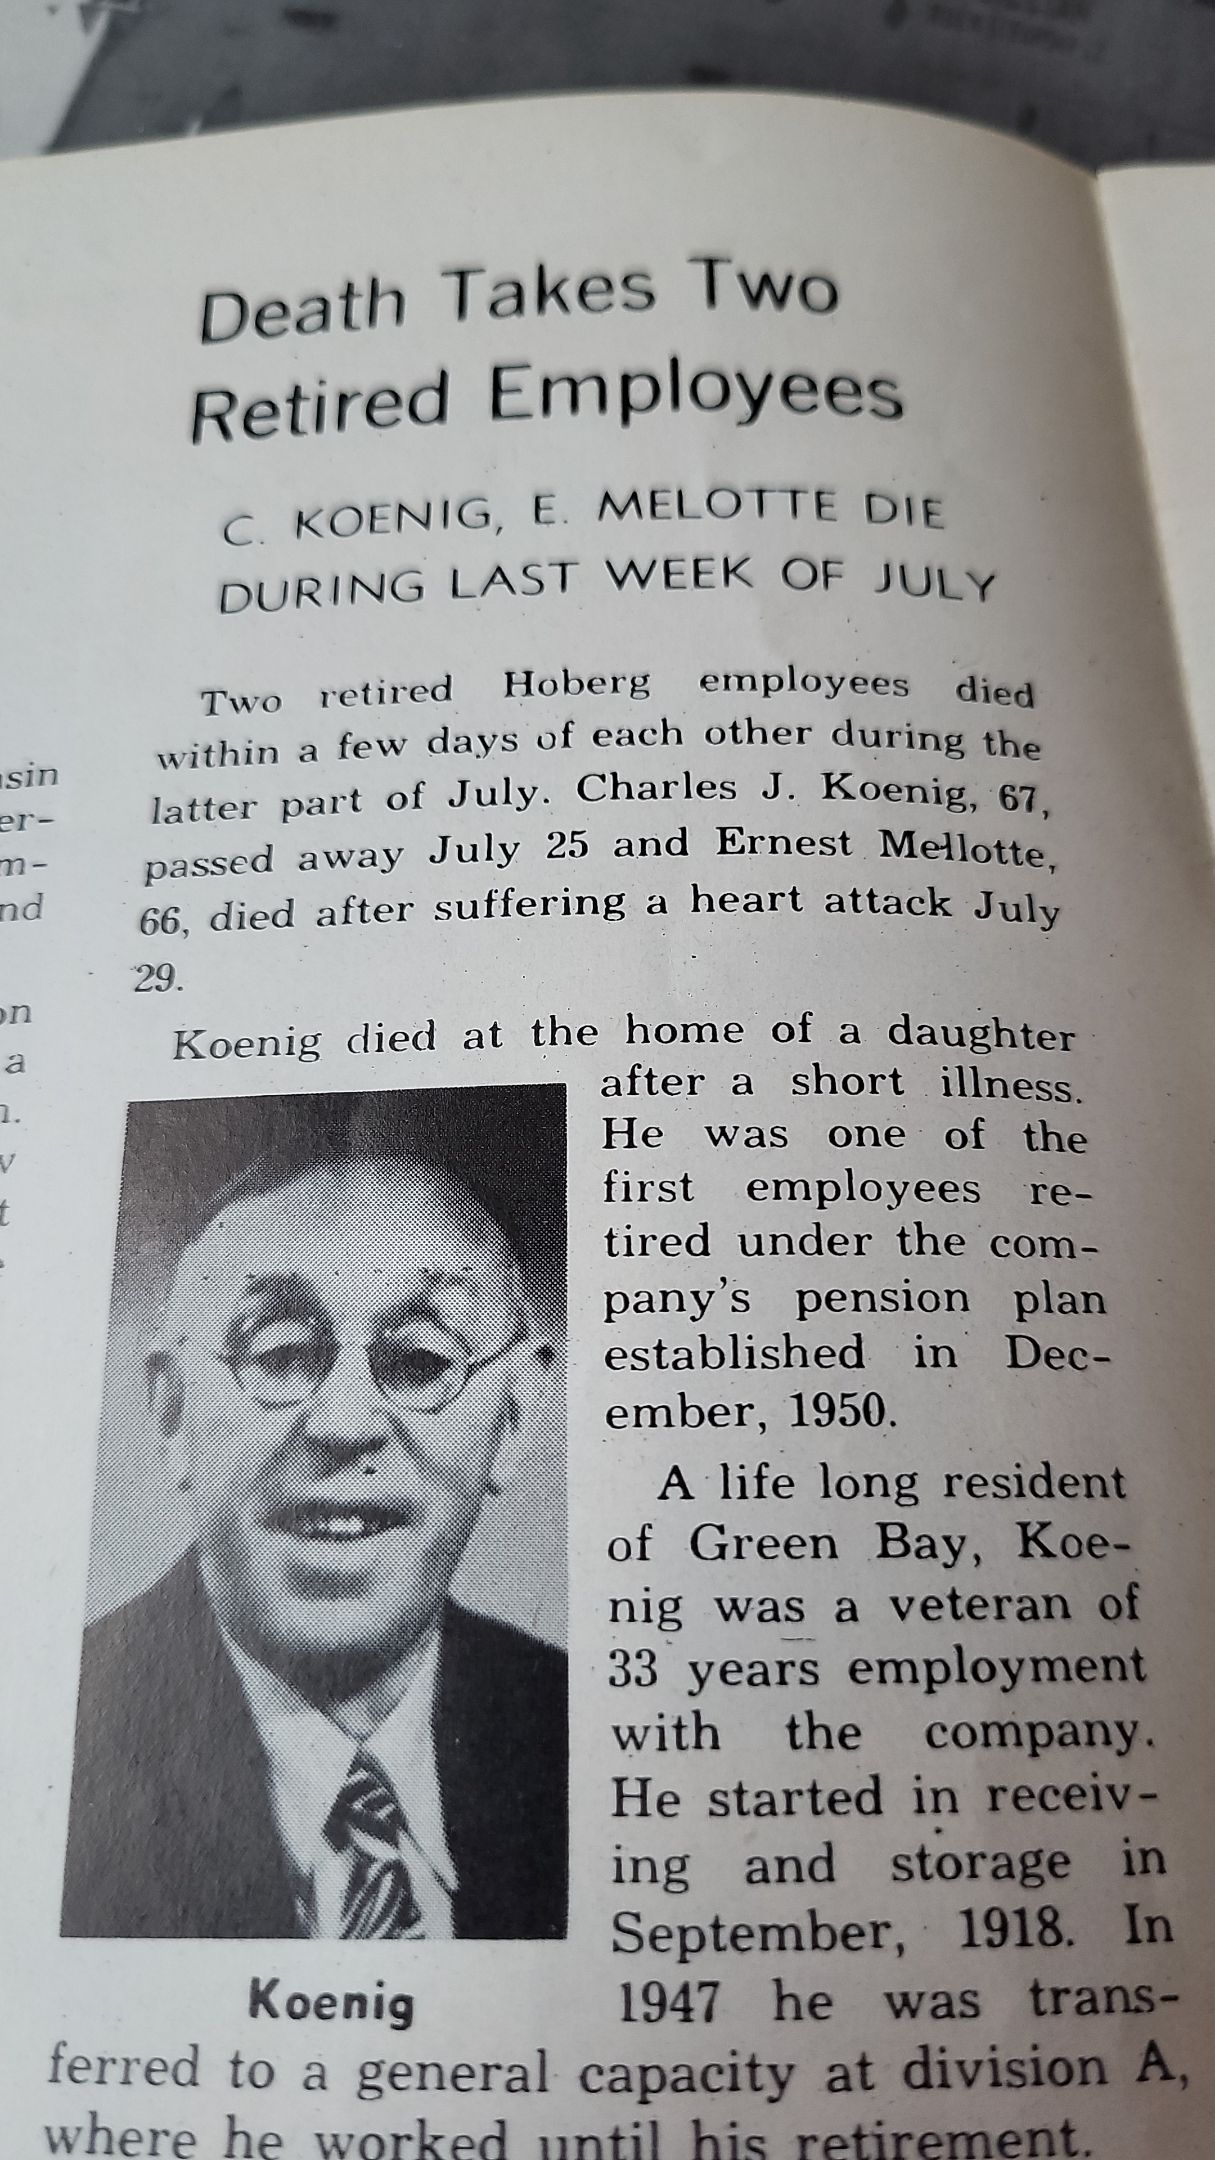 Death Takes Two
Retired Employees
C. KOENIG, E. MELOTTE DIE
DURING LAST WEEK OF JULY
Two retired Hoberg employees died
within a few days of each other during the
latter part of July. Charles J. Koenig, 67,
passed away July 25 and Ernest Mellotte,
66, died after suffering a heart attack July
29.
Koenig died at the home of a daughter
after a short illness.
He was one of the
first employees re-
tired under the com-
pany's pension plan
established in Dec-
ember, 1950.
A life long resident
of Green Bay, Koe-
nig was a veteran of
33 years employment
with the company.
He started in receiv-
ing and storage in
September, 1918. In
1947 he was trans-
Koenig
ferred to a general capacity at division A,
where he worked until his retirement.
sin
er-
m-
nd
on
a
n.
w
t